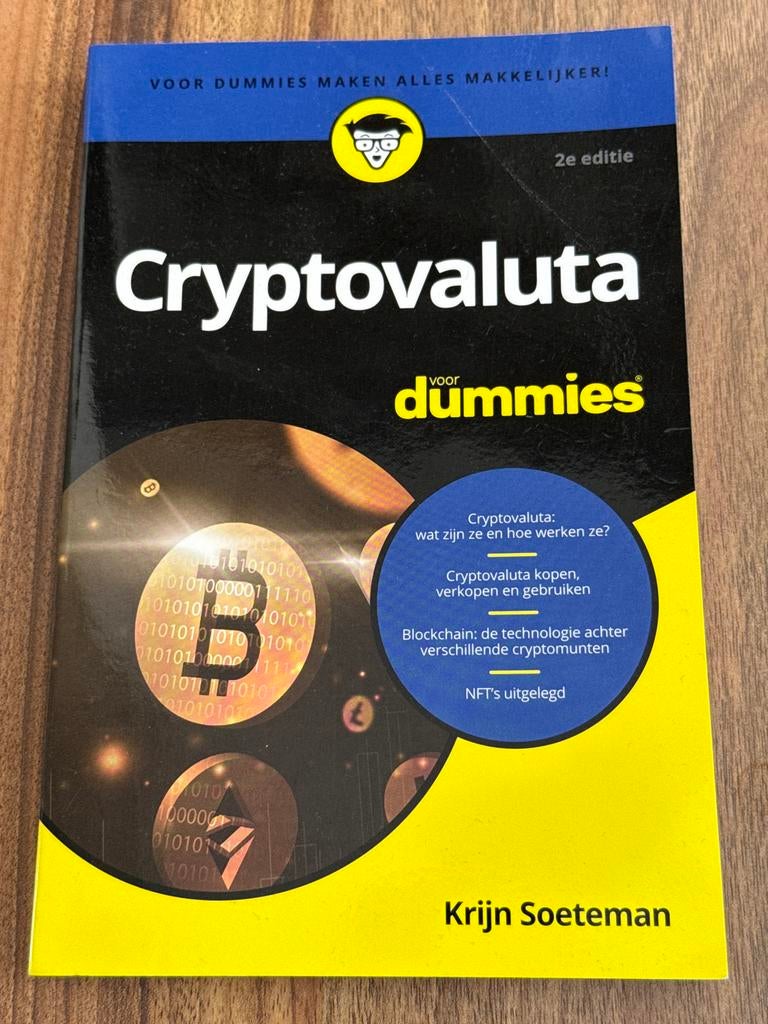 VOOR DUMMIES MAKEN ALLES MAKKELIJKER!
2e editie
Cryptovaluta
voor
dummies®
Cryptovaluta:
wat zijn ze en hoe werken ze?
Cryptovaluta kopen,
verkopen en gebruiken
Blockchain: de technologie achter
verschillende cryptomunten
NFT's uitgelegd
Krijn Soeteman